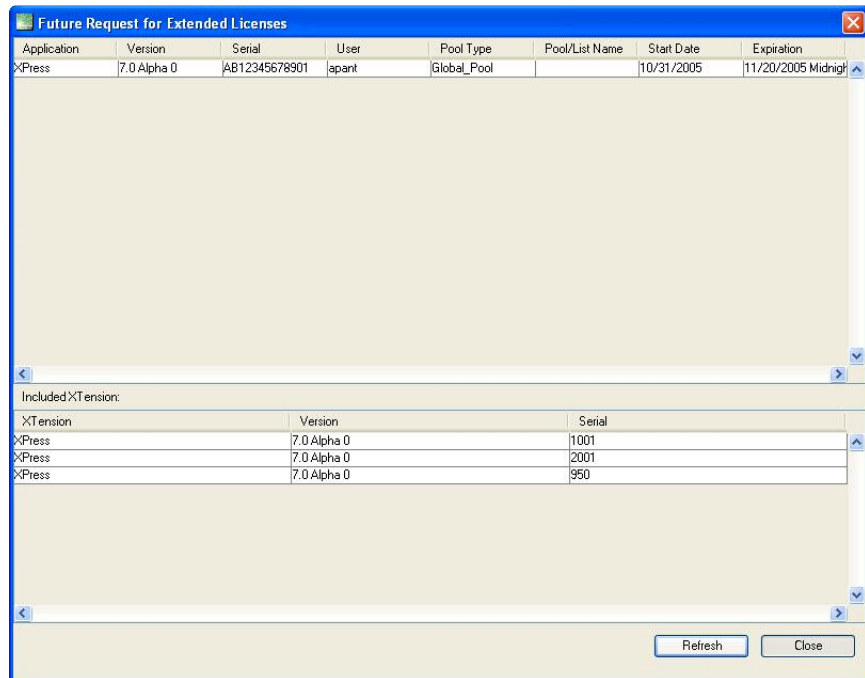 Future Request for Extended Licenses
Application Version Serial User Pool Type Pool/List Name Start Date Expiration
XPress 7.0 Alpha 0 AB12345678901 apant Global_Pool 10/31/2005 11/20/2005 Midnigh
Included XTension:
XTension Version Serial
XPress 7.0 Alpha 0 1001
XPress 7.0 Alpha 0 2001
XPress 7.0 Alpha 0 950
Refresh Close